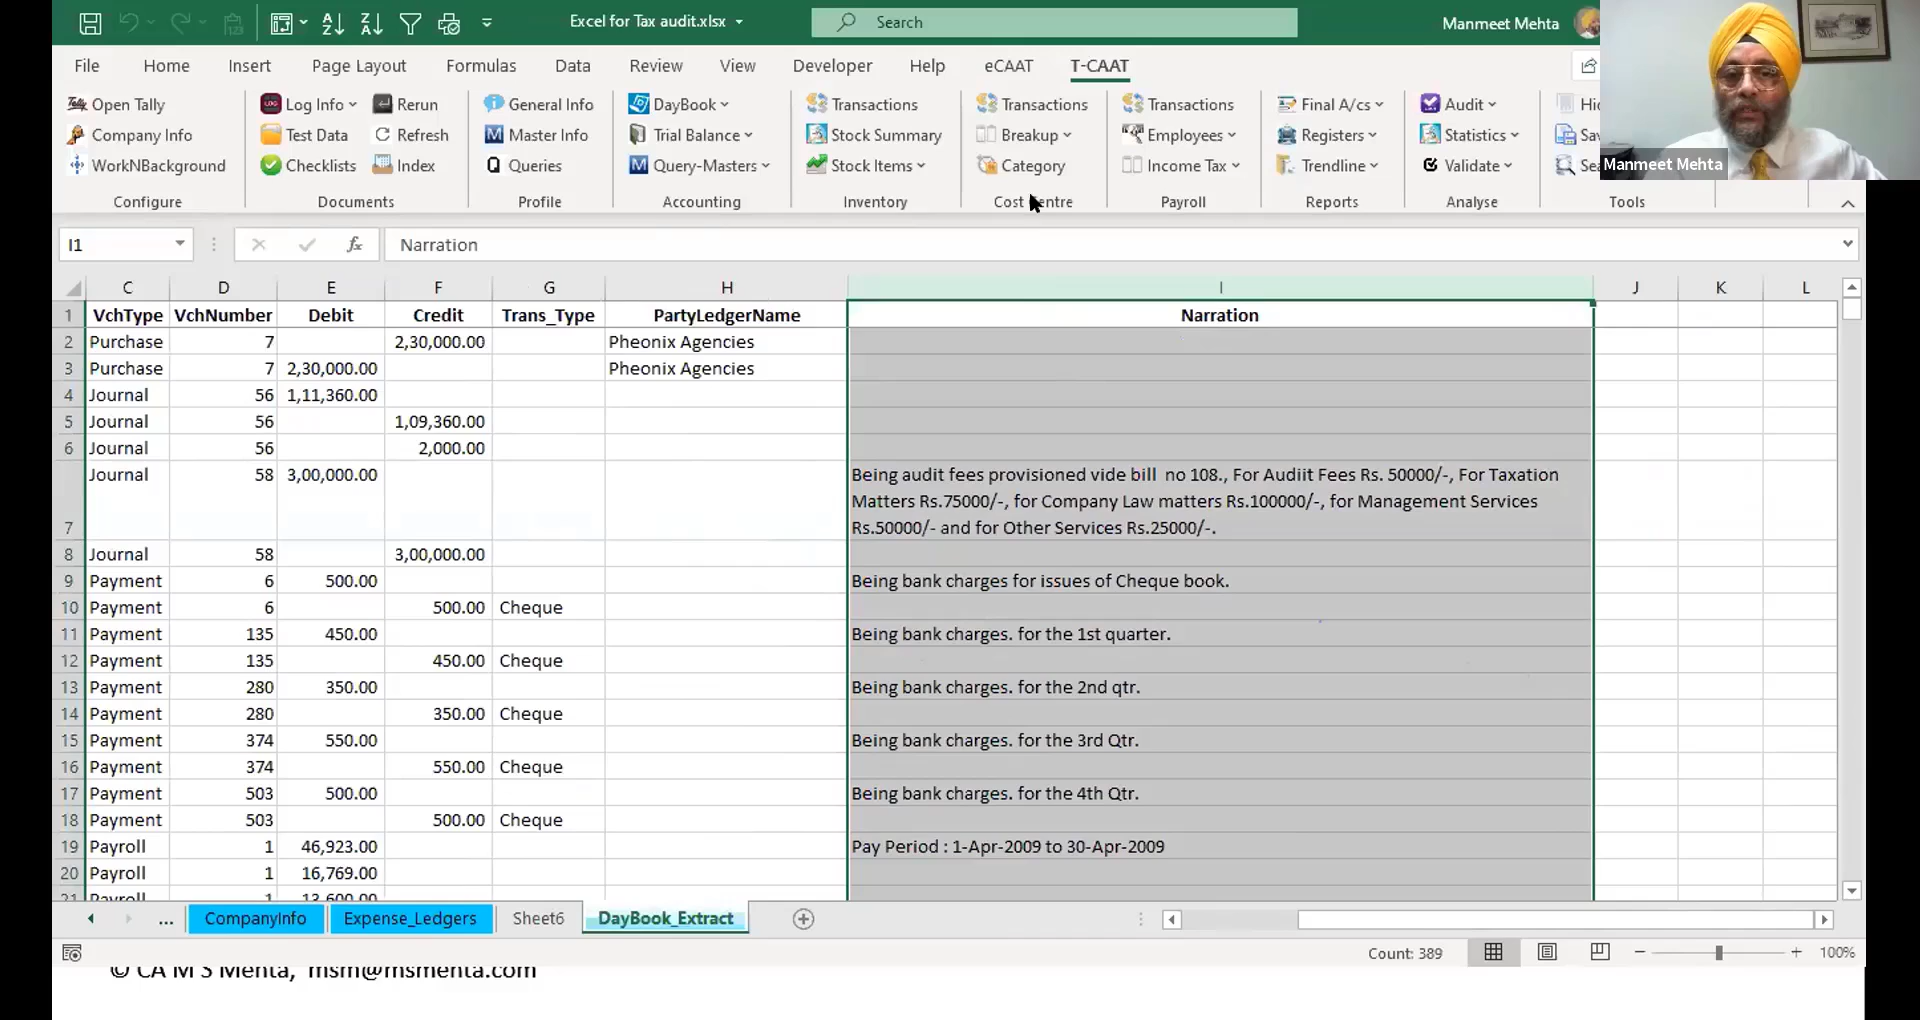 Excel for Tax audit.xlsx
Search
Manmeet Mehta
File Home Insert Page Layout Formulas Data Review View Developer Help eCAAT T-CAAT
Open Tally Log Info Rerun General Info DayBook Transactions Transactions Transactions Final A/cs Audit
Company Info Test Data Refresh Master Info Trial Balance Stock Summary Breakup Employees Registers Statistics
WorkNBackground Checklists Index Queries Query-Masters Stock Items Category Income Tax Trendline Validate
Manmeet Mehta
Configure Documents Profile Accounting Inventory Cost Centre Payroll Reports Analyse Tools
I1 fx Narration
C D E F G H I J K L
1 VchType VchNumber Debit Credit Trans_Type PartyLedgerName Narration
2 Purchase 7 2,30,000.00 Pheonix Agencies
3 Purchase 7 2,30,000.00 Pheonix Agencies
4 Journal 56 1,11,360.00
5 Journal 56 1,09,360.00
6 Journal 56 2,000.00
Journal 58 3,00,000.00 Being audit fees provisioned vide bill no 108., For Audiit Fees Rs. 50000/-, For Taxation
Matters Rs.75000/-, for Company Law matters Rs.100000/-, for Management Services
7 Rs.50000/- and for Other Services Rs.25000/-.
8 Journal 58 3,00,000.00
9 Payment 6 500.00 Being bank charges for issues of Cheque book.
10 Payment 6 500.00 Cheque
11 Payment 135 450.00 Being bank charges. for the 1st quarter.
12 Payment 135 450.00 Cheque
13 Payment 280 350.00 Being bank charges. for the 2nd qtr.
14 Payment 280 350.00 Cheque
15 Payment 374 550.00 Being bank charges. for the 3rd Qtr.
16 Payment 374 550.00 Cheque
17 Payment 503 500.00 Being bank charges. for the 4th Qtr.
18 Payment 503 500.00 Cheque
19 Payroll 1 46,923.00 Pay Period : 1-Apr-2009 to 30-Apr-2009
20 Payroll 1 16,769.00
21 Payroll 1 13,600.00
... CompanyInfo Expense_Ledgers Sheet6 DayBook_Extract
Count: 389 100%
© CA M S Mehta, msm@msmehta.com